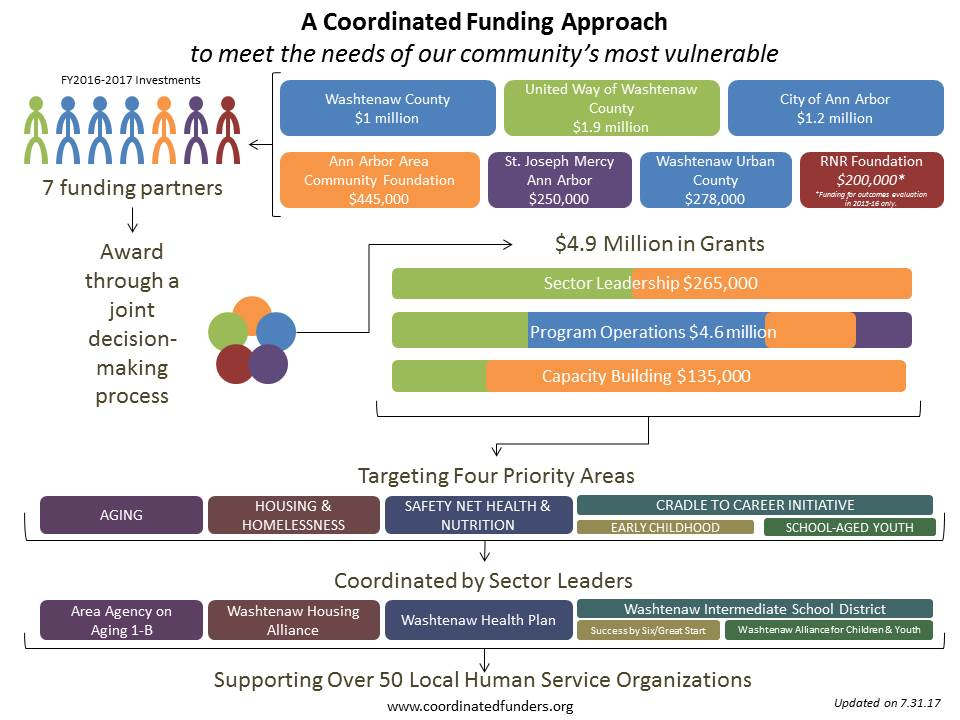 A Coordinated Funding Approach
to meet the needs of our community's most vulnerable
FY2016-2017 Investments
7 funding partners
Washtenaw County
$1 million
United Way of Washtenaw
County
$1.9 million
City of Ann Arbor
$1.2 million
Ann Arbor Area
Community Foundation
$445,000
St. Joseph Mercy
Ann Arbor
$250,000
Washtenaw Urban
County
$278,000
RNR Foundation
$200,000*
*Funding for outcomes evaluation
in 2015-16 only.
Award
through a
joint
decision-
making
process
$4.9 Million in Grants
Sector Leadership $265,000
Program Operations $4.6 million
Capacity Building $135,000
Targeting Four Priority Areas
AGING
HOUSING &
HOMELESSNESS
SAFETY NET HEALTH &
NUTRITION
CRADLE TO CAREER INITIATIVE
EARLY CHILDHOOD
SCHOOL-AGED YOUTH
Coordinated by Sector Leaders
Area Agency on
Aging 1-B
Washtenaw Housing
Alliance
Washtenaw Health Plan
Washtenaw Intermediate School District
Success by Six/Great Start
Washtenaw Alliance for Children & Youth
Supporting Over 50 Local Human Service Organizations
www.coordinatedfunders.org
Updated on 7.31.17